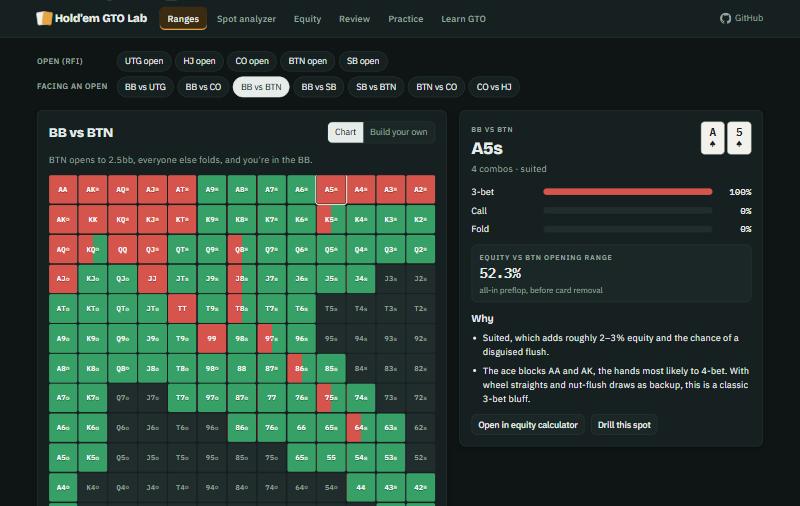 Hold'em GTO Lab Ranges Spot analyzer Equity Review Practice Learn GTO GitHub
OPEN (RFI) UTG open HJ open CO open BTN open SB open
FACING AN OPEN BB vs UTG BB vs CO BB vs BTN BB vs SB SB vs BTN BTN vs CO CO vs HJ
BB vs BTN Chart Build your own
BTN opens to 2.5bb, everyone else folds, and you're in the BB.
AA AKs AQs AJs ATs A9s A8s A7s A6s A5s A4s A3s A2s
AKo KK KQs KJs KTs K9s K8s K7s K6s K5s K4s K3s K2s
AQo KQo QQ QJs QTs Q9s Q8s Q7s Q6s Q5s Q4s Q3s Q2s
AJo KJo QJo JJ JTs J9s J8s J7s J6s J5s J4s J3s J2s
ATo KTo QTo JTo TT T9s T8s T7s T6s T5s T4s T3s T2s
A9o K9o Q9o J9o T9o 99 98s 97s 96s 95s 94s 93s 92s
A8o K8o Q8o J8o T8o 98o 88 87s 86s 85s 84s 83s 82s
A7o K7o Q7o J7o T7o 97o 87o 77 76s 75s 74s 73s 72s
A6o K6o Q6o J6o T6o 96o 86o 76o 66 65s 64s 63s 62s
A5o K5o Q5o J5o T5o 95o 85o 75o 65o 55 54s 53s 52s
A4o K4o Q4o J4o T4o 94o 84o 74o 64o 54o 44 43s 42s
BB VS BTN
A5s
A ♠ 5 ♠
4 combos · suited
3-bet 100%
Call 0%
Fold 0%
EQUITY VS BTN OPENING RANGE
52.3%
all-in preflop, before card removal
Why
• Suited, which adds roughly 2–3% equity and the chance of a
disguised flush.
• The ace blocks AA and AK, the hands most likely to 4-bet. With
wheel straights and nut-flush draws as backup, this is a classic
3-bet bluff.
Open in equity calculator Drill this spot